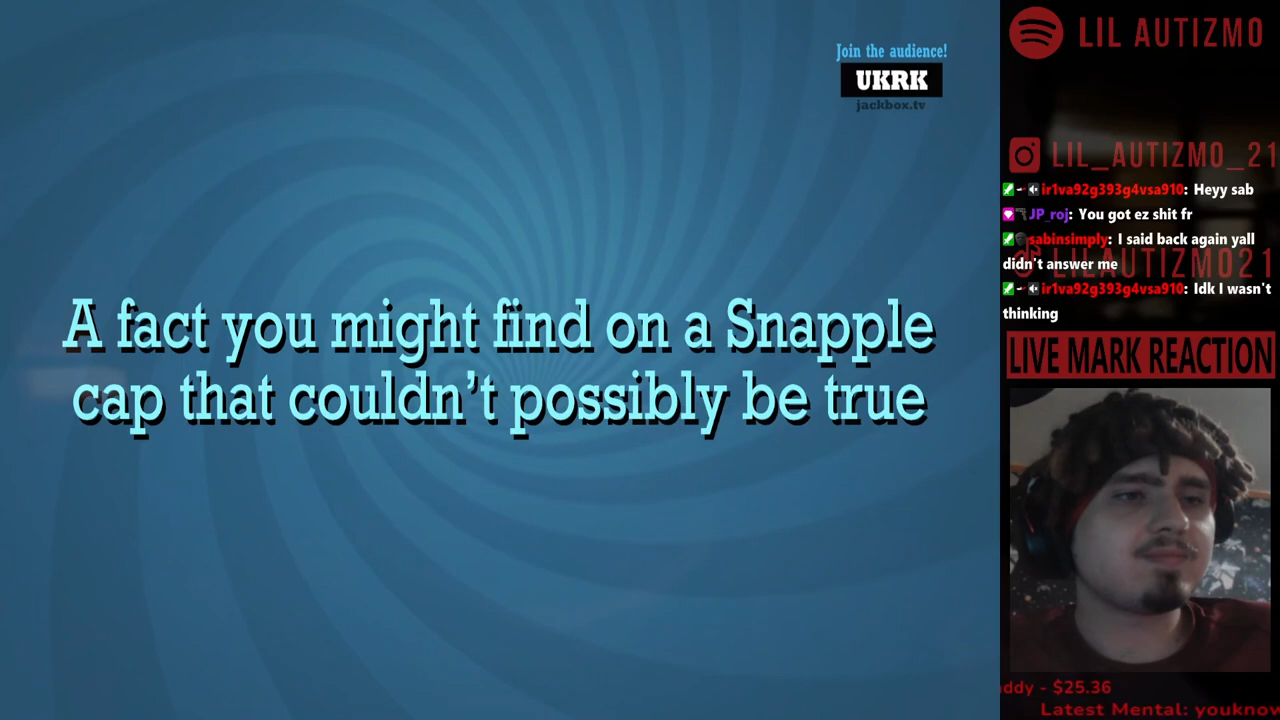 Join the audience!
UKRK
jackbox.tv
A fact you might find on a Snapple
cap that couldn't possibly be true
LIL AUTIZMO
LIL_AUTIZMO_21
ir1va92g393g4vsa910: Heyy sab
JP_roj: You got ez shit fr
sabinsimply: I said back again yall
didn't answer me
LILAUTIZMO21
ir1va92g393g4vsa910: Idk I wasn't
thinking
LIVE MARK REACTION
ddy - $25.36
Latest Mental: youknow